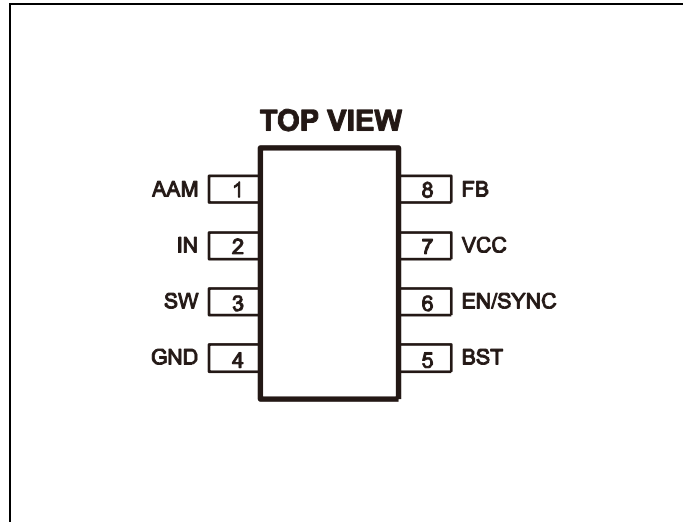 TOP VIEW
AAM 1 8 FB
IN 2 7 VCC
SW 3 6 EN/SYNC
GND 4 5 BST